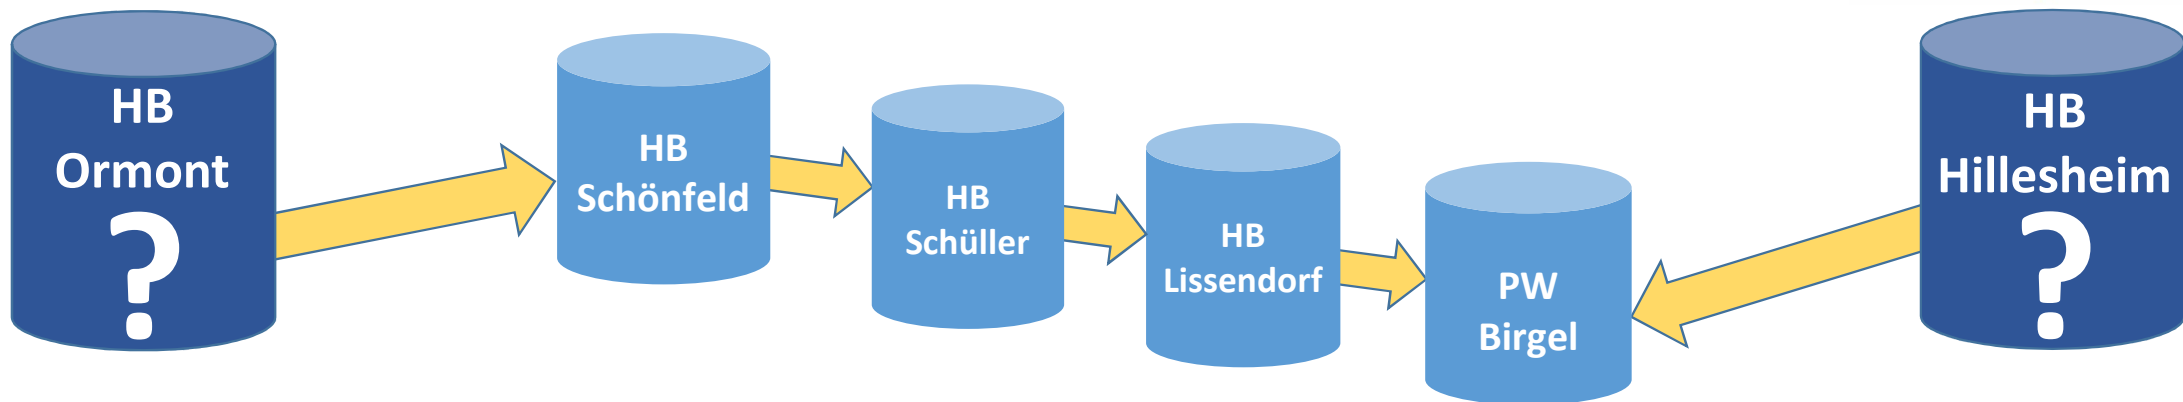 HB
Ormont
?
HB
Schönfeld
HB
Schüller
HB
Lissendorf
PW
Birgel
HB
Hillesheim
?